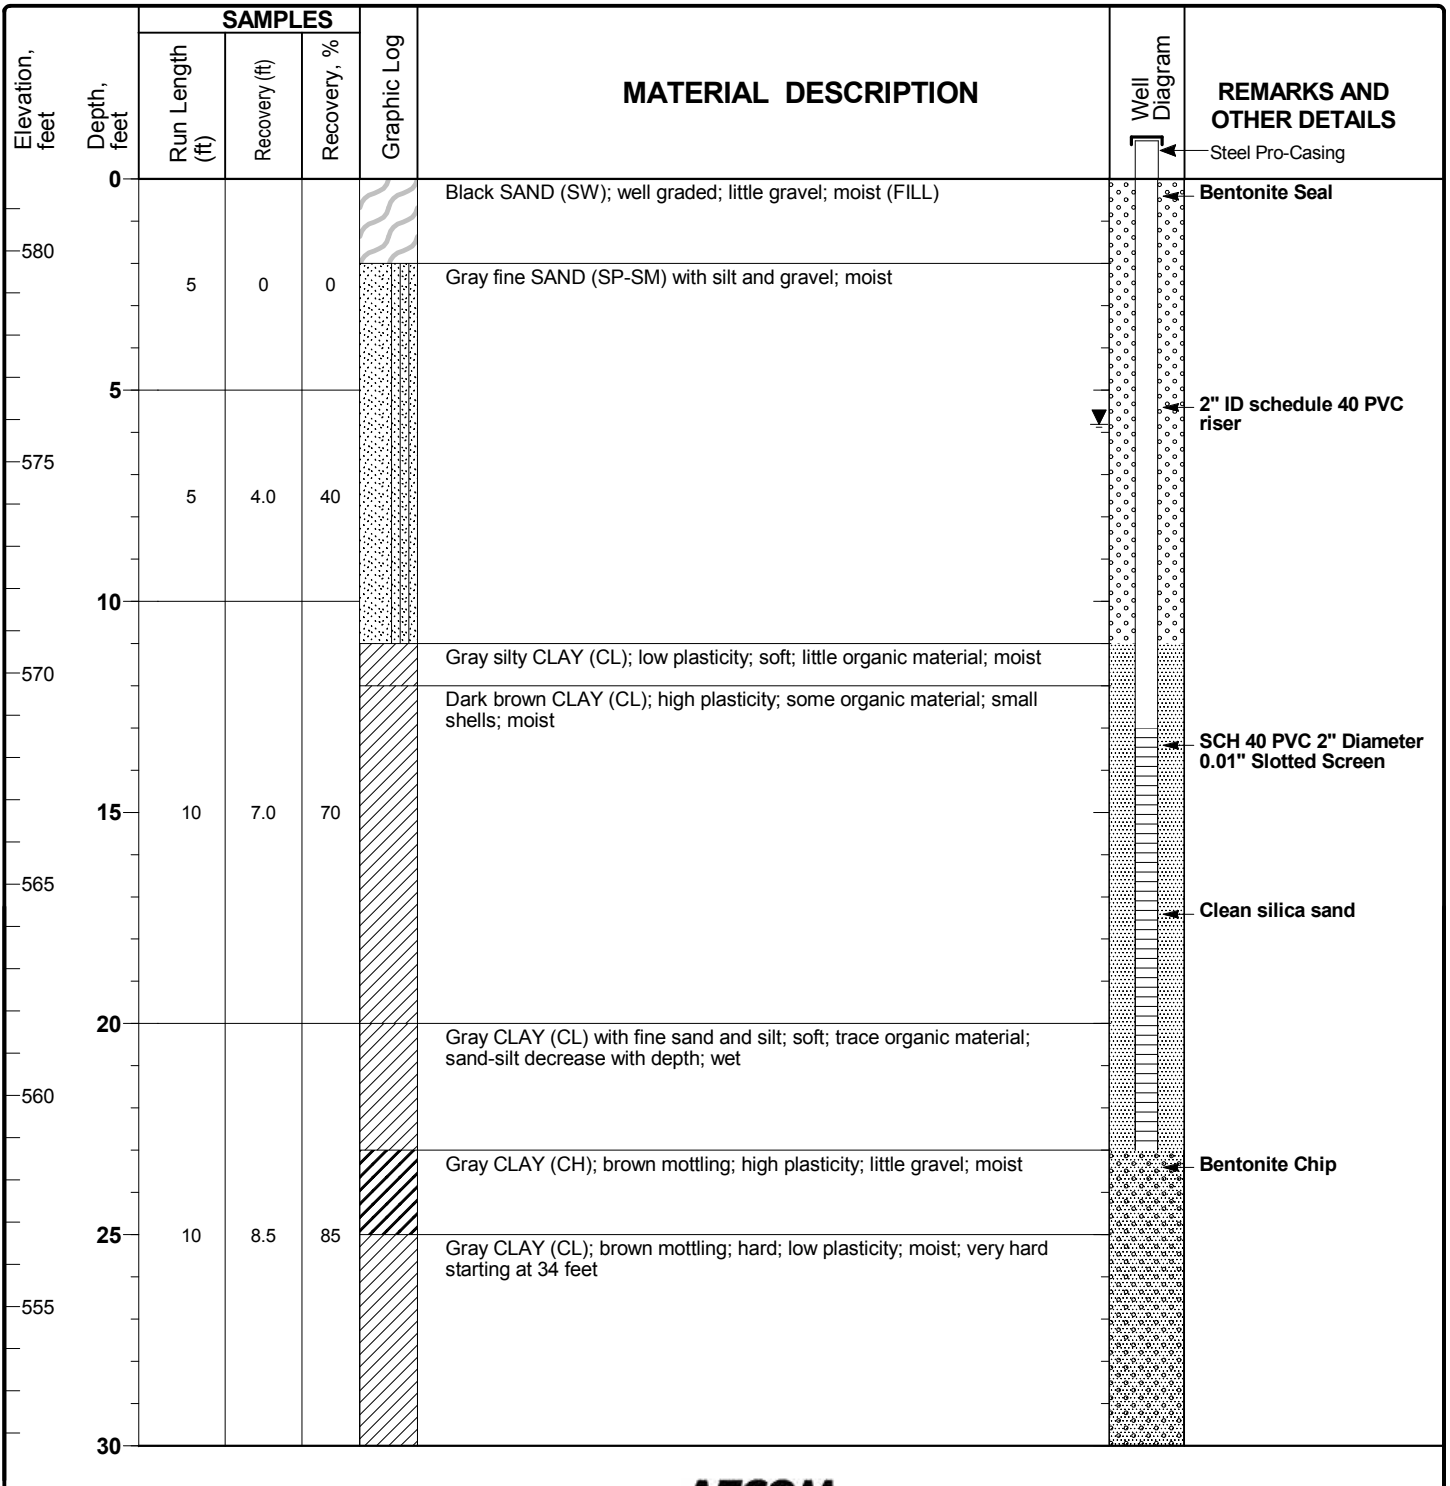 SAMPLES
Elevation,
feet
Depth,
feet
Run Length
(ft)
Recovery (ft)
Recovery, %
Graphic Log
MATERIAL DESCRIPTION
Well
Diagram
REMARKS AND
OTHER DETAILS
Steel Pro-Casing
0
Black SAND (SW); well graded; little gravel; moist (FILL)
Bentonite Seal
580
Gray fine SAND (SP-SM) with silt and gravel; moist
5 0 0
5
2" ID schedule 40 PVC
riser
575
5 4.0 40
10
Gray silty CLAY (CL); low plasticity; soft; little organic material; moist
570
Dark brown CLAY (CL); high plasticity; some organic material; small
shells; moist
SCH 40 PVC 2" Diameter
0.01" Slotted Screen
15 10 7.0 70
565
Clean silica sand
20
Gray CLAY (CL) with fine sand and silt; soft; trace organic material;
sand-silt decrease with depth; wet
560
Gray CLAY (CH); brown mottling; high plasticity; little gravel; moist
Bentonite Chip
25 10 8.5 85
Gray CLAY (CL); brown mottling; hard; low plasticity; moist; very hard
starting at 34 feet
555
30